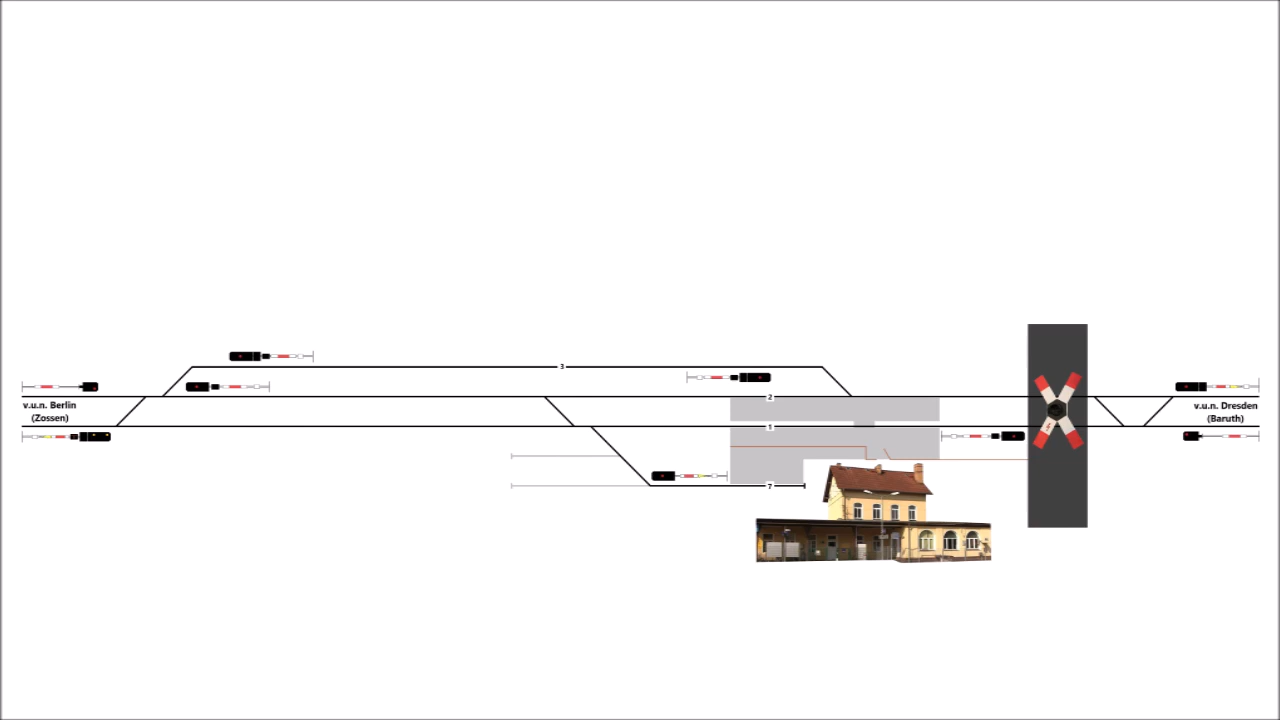 3
2
v.u.n. Berlin
(Zossen)
v.u.n. Dresden
(Baruth)
1
7